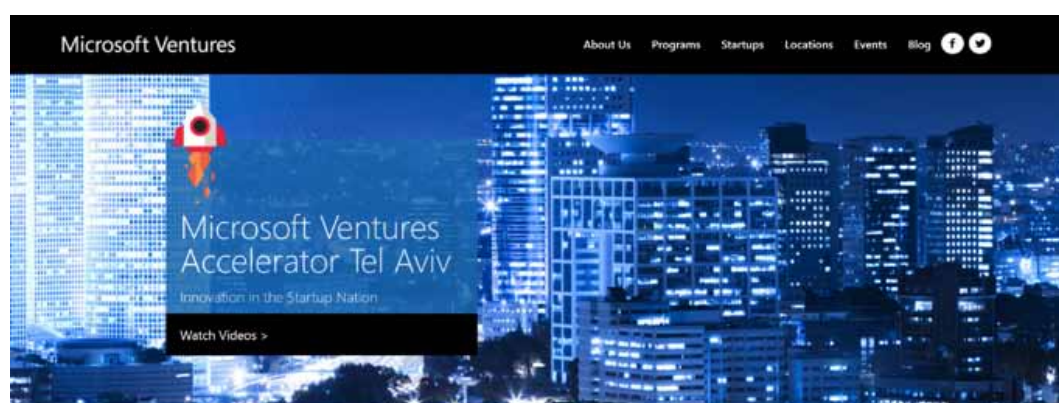 Microsoft Ventures
About Us Programs Startups Locations Events Blog
Microsoft Ventures
Accelerator Tel Aviv
Innovation in the Startup Nation
Watch Videos >